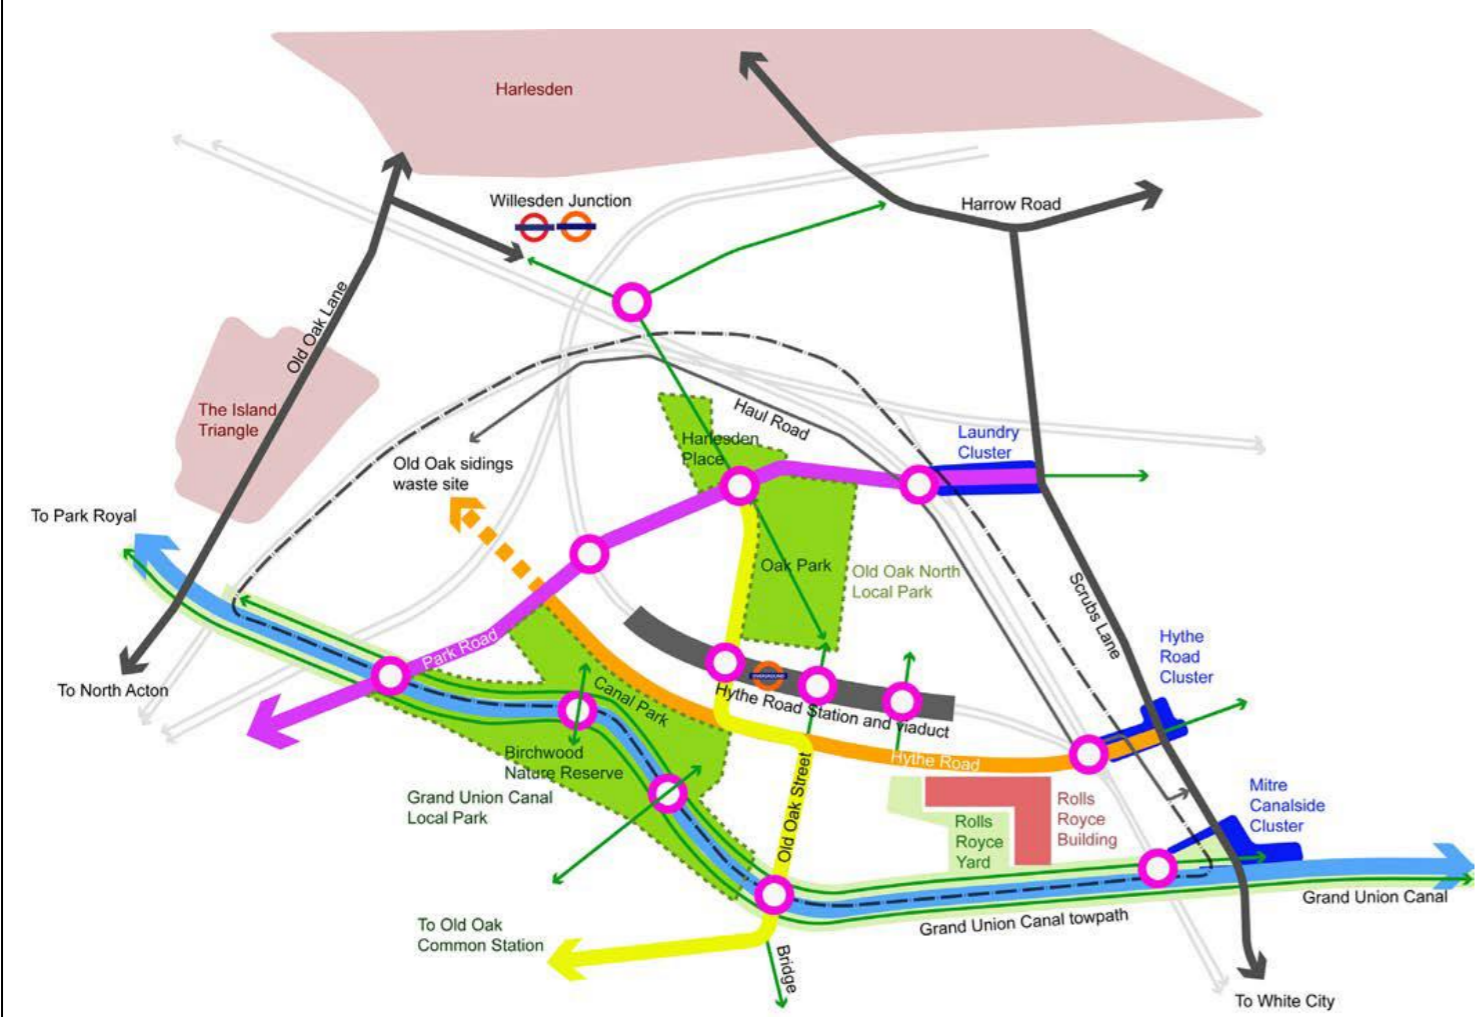 Harlesden
Willesden Junction
Harrow Road
Old Oak Lane
The Island
Triangle
Haul Road
Laundry
Cluster
Harlesden
Place
Old Oak sidings
waste site
To Park Royal
Oak Park
Old Oak North
Local Park
Scrubs Lane
Hythe
Road
Cluster
Park Road
To North Acton
Canal Park
OVERGROUND
Hythe Road Station and viaduct
Birchwood
Nature Reserve
Hythe Road
Grand Union Canal
Local Park
Old Oak Street
Rolls
Royce
Building
Rolls
Royce
Yard
Mitre
Canalside
Cluster
To Old Oak
Common Station
Grand Union Canal towpath
Grand Union Canal
Bridge
To White City